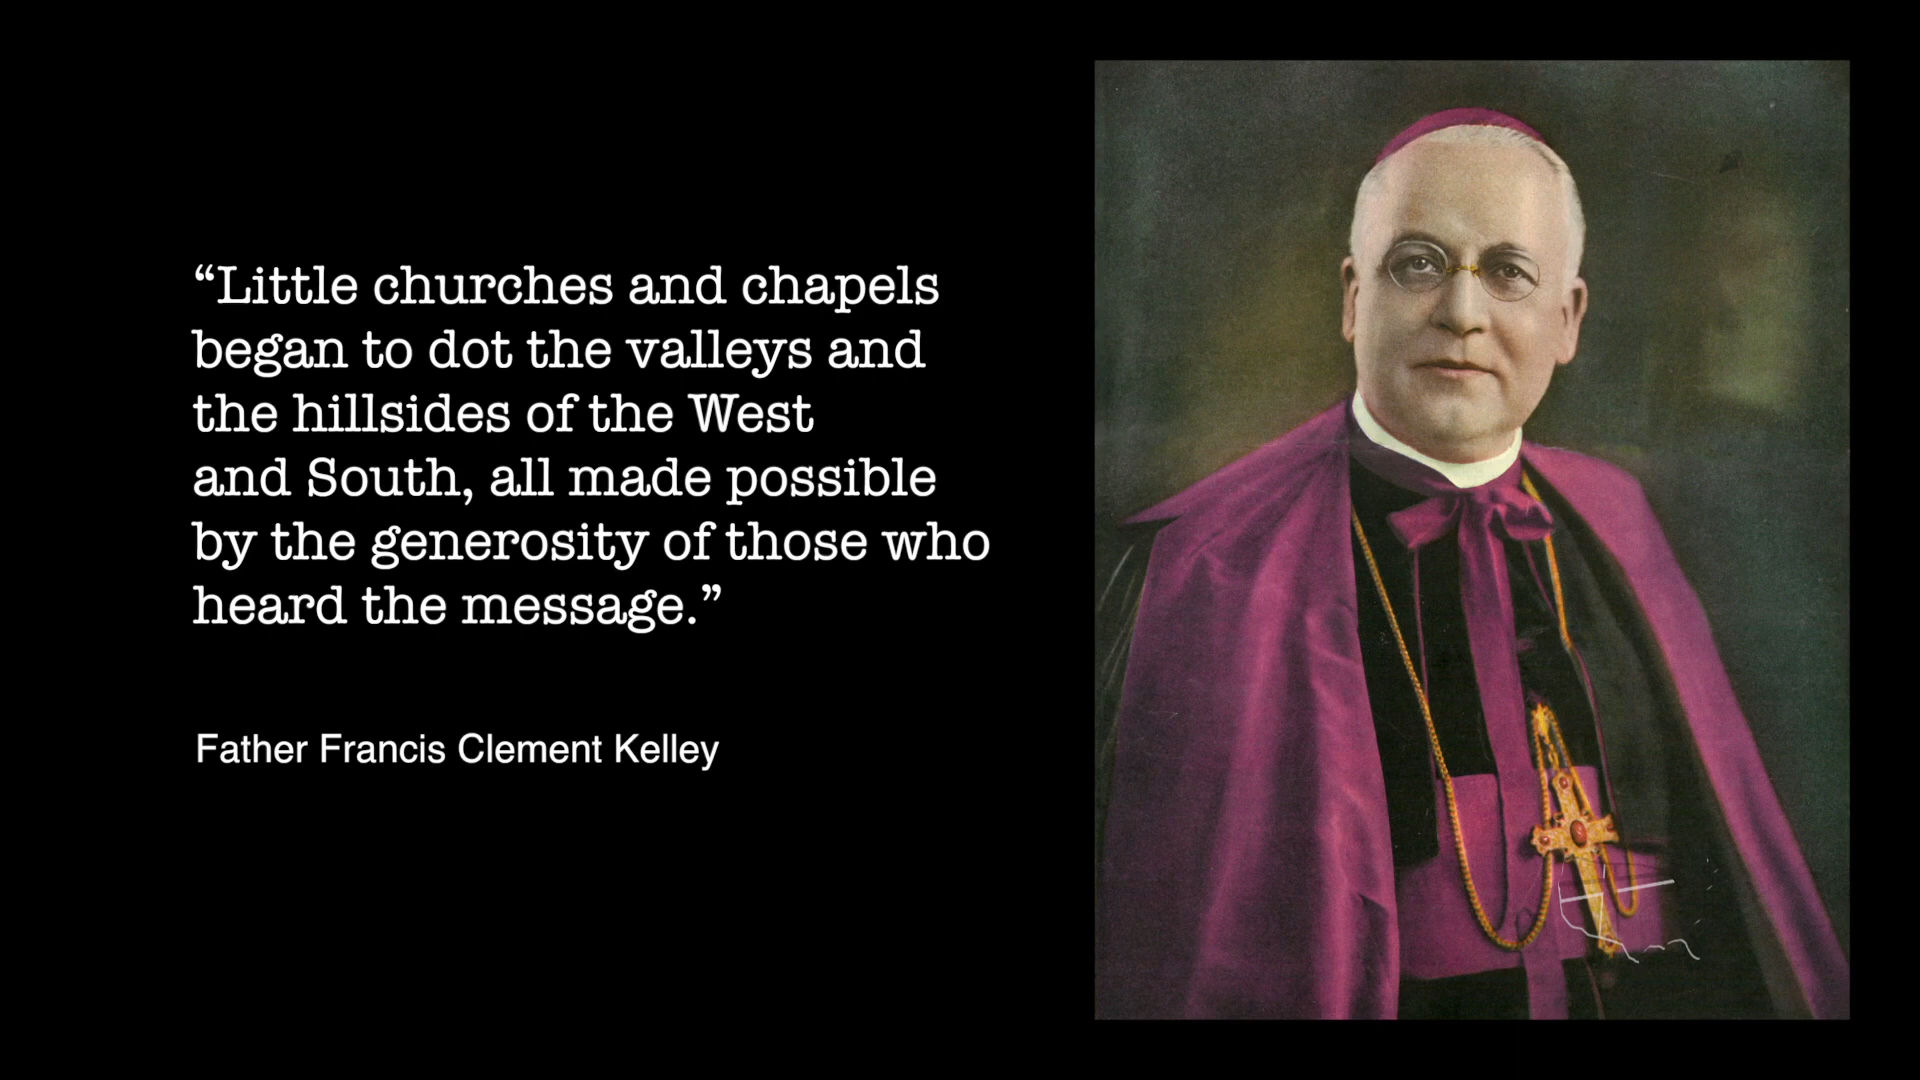 “Little churches and chapels
began to dot the valleys and
the hillsides of the West
and South, all made possible
by the generosity of those who
heard the message.”
Father Francis Clement Kelley